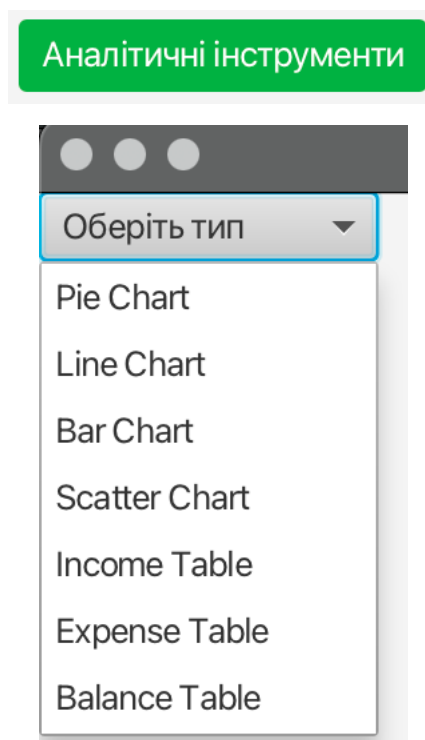 Аналітичні інструменти
Оберіть тип
Pie Chart
Line Chart
Bar Chart
Scatter Chart
Income Table
Expense Table
Balance Table